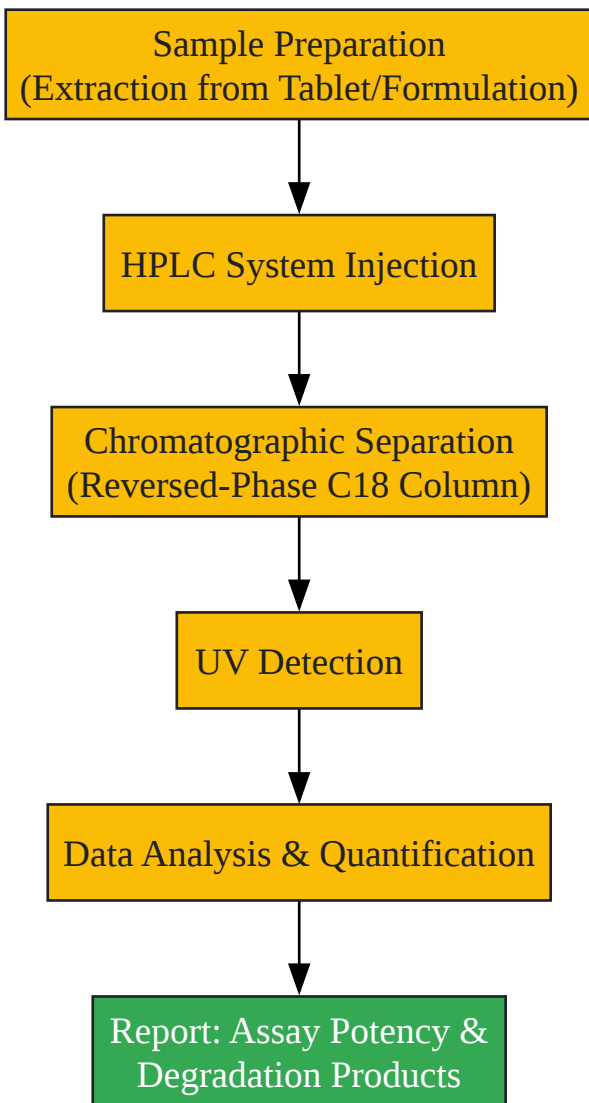 Sample Preparation
(Extraction from Tablet/Formulation)
HPLC System Injection
Chromatographic Separation
(Reversed-Phase C18 Column)
UV Detection
Data Analysis & Quantification
Report: Assay Potency &
Degradation Products